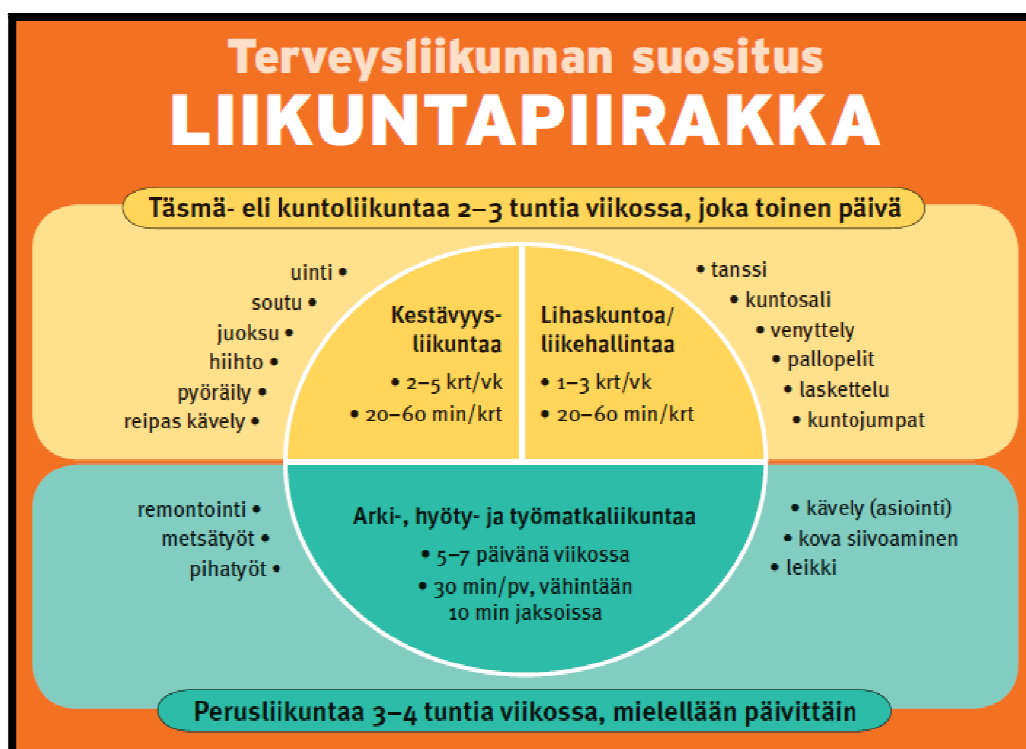 Terveysliikunnan suositus
LIIKUNTAPIIRAKKA
Täsmä- eli kuntoliikuntaa 2–3 tuntia viikossa, joka toinen päivä
uinti •
soutu •
juoksu •
hiihto •
pyöräily •
reipas kävely •
Kestävyys-
liikuntaa
• 2–5 krt/vk
• 20–60 min/krt
Lihaskuntoa/
liikehallintaa
• 1–3 krt/vk
• 20–60 min/krt
• tanssi
• kuntosali
• venyttely
• pallopelit
• laskettelu
• kuntojumpat
remontointi •
metsätyöt •
pihatyöt •
Arki-, hyöty- ja työmatkaliikuntaa
• 5–7 päivänä viikossa
• 30 min/pv, vähintään
10 min jaksoissa
• kävely (asiointi)
• kova siivoaminen
• leikki
Perusliikuntaa 3–4 tuntia viikossa, mielellään päivittäin